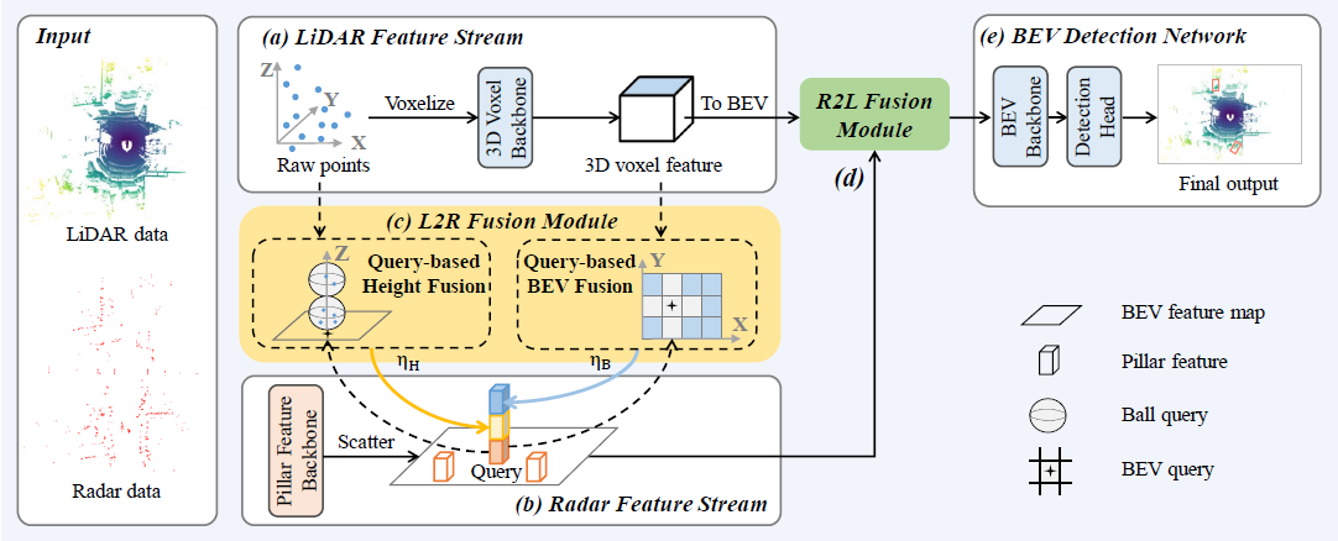 Input
LiDAR data
Radar data
(a) LiDAR Feature Stream
Z
Y
X
Raw points
Voxelize
3D Voxel
Backbone
3D voxel feature
To BEV
R2L Fusion
Module
(d)
(e) BEV Detection Network
BEV
Backbone
Detection
Head
Final output
(c) L2R Fusion Module
Z
Query-based
Height Fusion
Query-based
BEV Fusion
Y
X
ηH
ηB
Pillar Feature
Backbone
Scatter
Query
(b) Radar Feature Stream
BEV feature map
Pillar feature
Ball query
BEV query